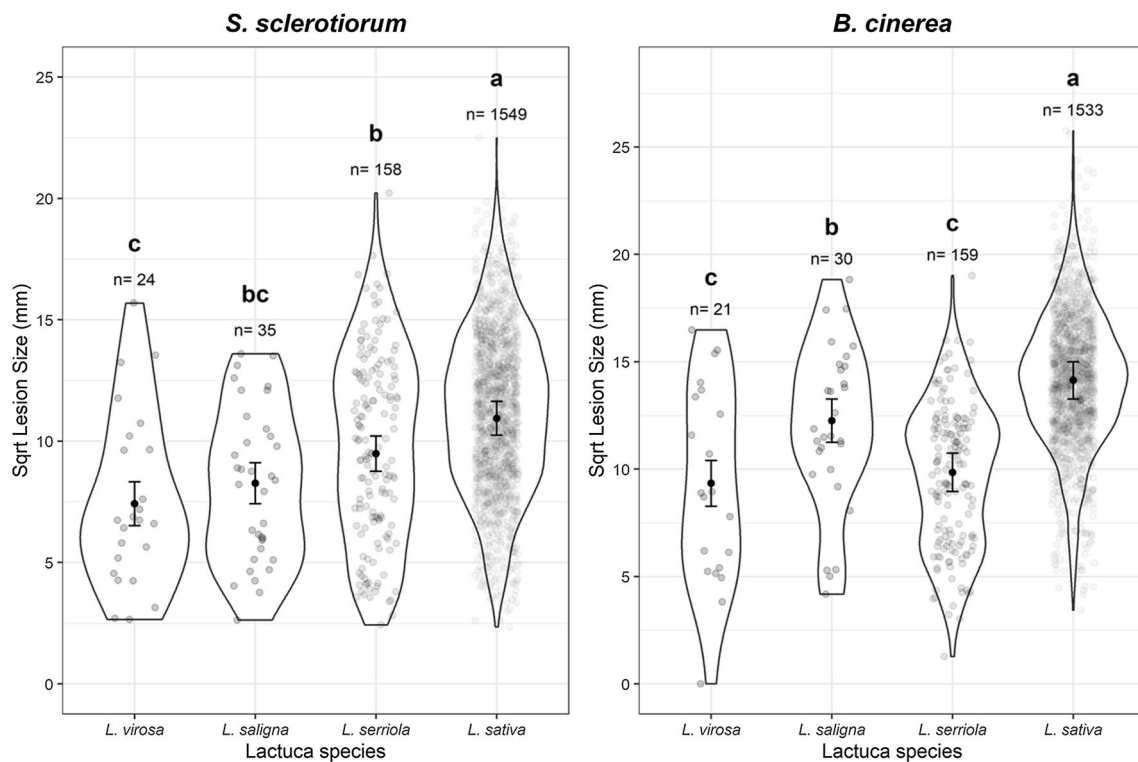 S. sclerotiorum
B. cinerea
Sqrt Lesion Size (mm)
25
20
15
10
5
0
c
n= 24
bc
n= 35
b
n= 158
a
n= 1549
L. virosa
L. saligna
L. serriola
L. sativa
Lactuca species
Sqrt Lesion Size (mm)
25
20
15
10
5
0
c
n= 21
b
n= 30
c
n= 159
a
n= 1533
L. virosa
L. saligna
L. serriola
L. sativa
Lactuca species